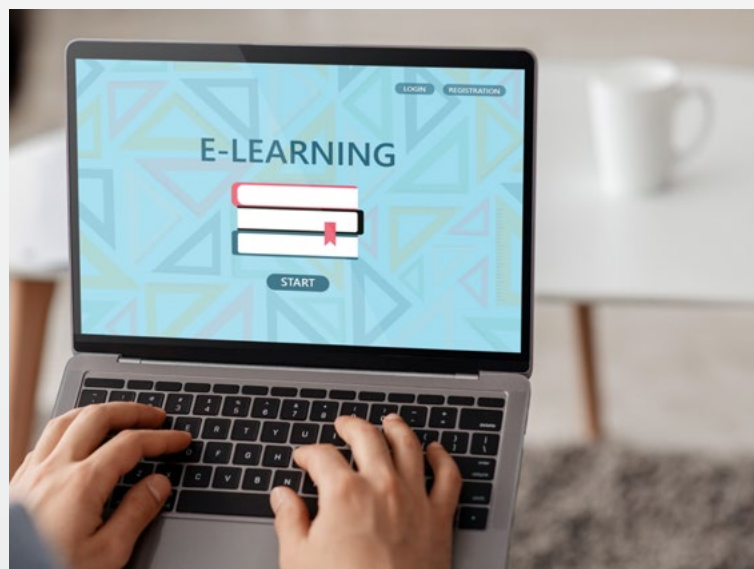 LOGIN REGISTRATION
E-LEARNING
START
E R T Y U
D F G H
C V B N